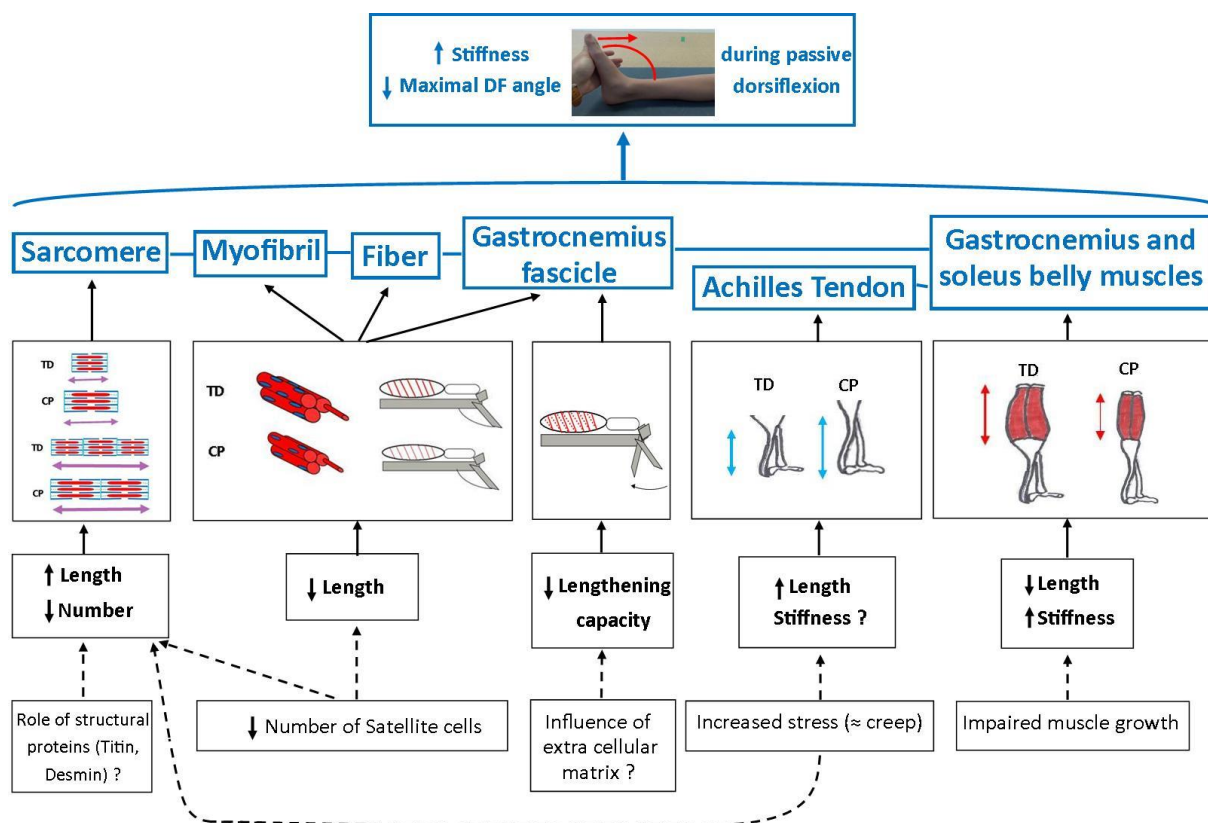 ↑ Stiffness
↓ Maximal DF angle
during passive
dorsiflexion
Sarcomere
Myofibril
Fiber
Gastrocnemius
fascicle
Achilles Tendon
Gastrocnemius and
soleus belly muscles
TD
CP
TD
CP
TD
CP
TD
CP
TD
CP
↑ Length
↓ Number
↓ Length
↓ Lengthening
capacity
↑ Length
Stiffness ?
↓ Length
↑ Stiffness
Role of structural
proteins (Titin,
Desmin) ?
↓ Number of Satellite cells
Influence of
extra cellular
matrix ?
Increased stress (≈ creep)
Impaired muscle growth